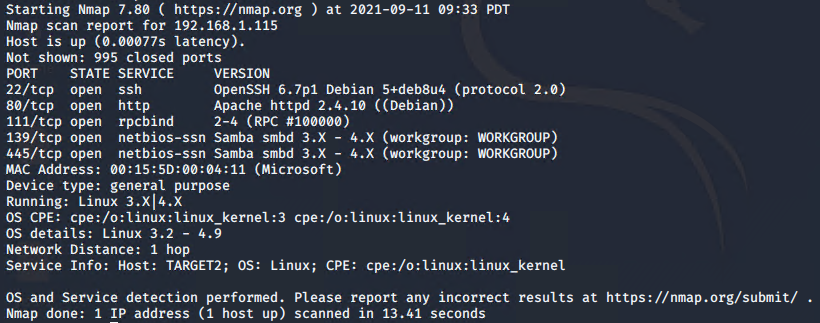 Starting Nmap 7.80 ( https://nmap.org ) at 2021-09-11 09:33 PDT
Nmap scan report for 192.168.1.115
Host is up (0.00077s latency).
Not shown: 995 closed ports
PORT    STATE SERVICE     VERSION
22/tcp  open  ssh         OpenSSH 6.7p1 Debian 5+deb8u4 (protocol 2.0)
80/tcp  open  http        Apache httpd 2.4.10 ((Debian))
111/tcp open  rpcbind     2-4 (RPC #100000)
139/tcp open  netbios-ssn Samba smbd 3.X - 4.X (workgroup: WORKGROUP)
445/tcp open  netbios-ssn Samba smbd 3.X - 4.X (workgroup: WORKGROUP)
MAC Address: 00:15:5D:00:04:11 (Microsoft)
Device type: general purpose
Running: Linux 3.X|4.X
OS CPE: cpe:/o:linux:linux_kernel:3 cpe:/o:linux:linux_kernel:4
OS details: Linux 3.2 - 4.9
Network Distance: 1 hop
Service Info: Host: TARGET2; OS: Linux; CPE: cpe:/o:linux:linux_kernel
OS and Service detection performed. Please report any incorrect results at https://nmap.org/submit/ .
Nmap done: 1 IP address (1 host up) scanned in 13.41 seconds